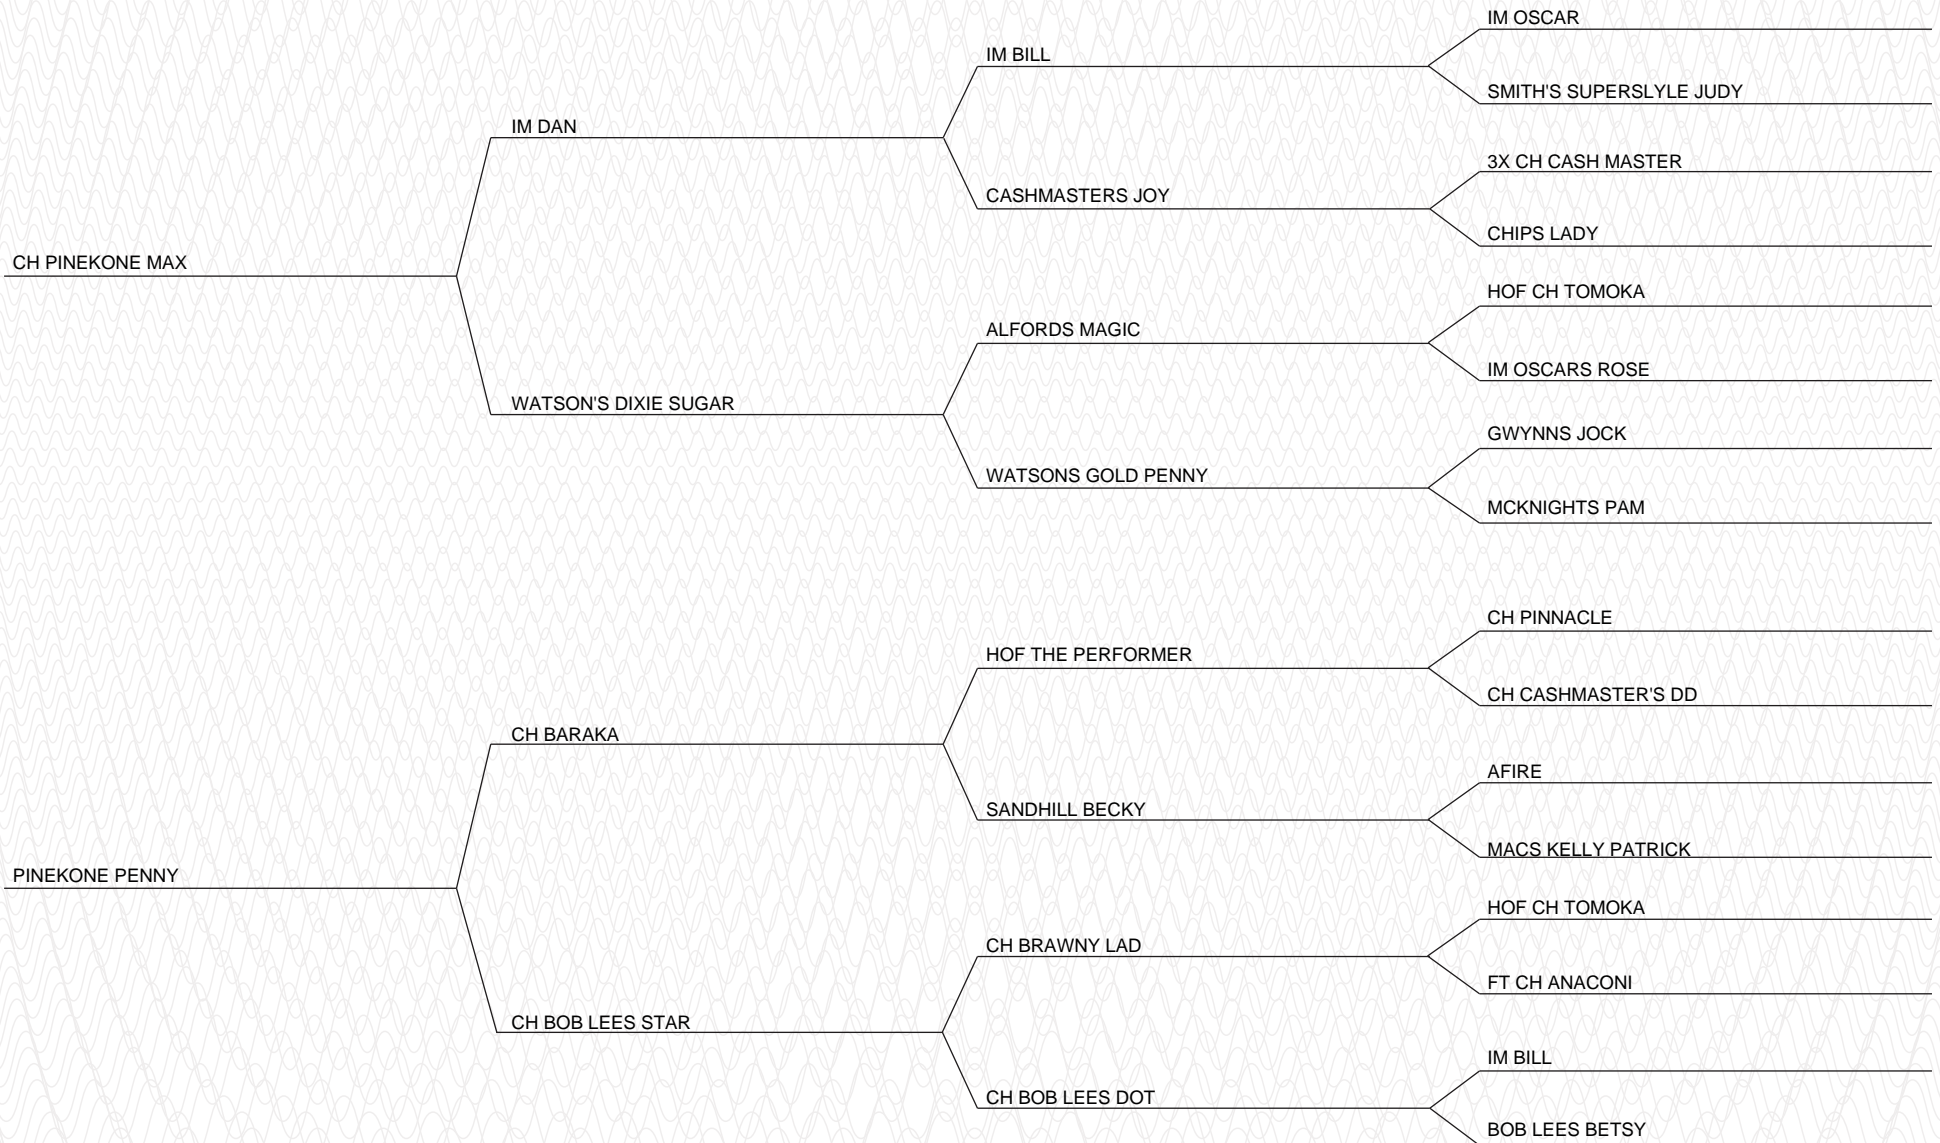 IM OSCAR
IM BILL
SMITH'S SUPERSLYLE JUDY
IM DAN
3X CH CASH MASTER
CASHMASTERS JOY
CHIPS LADY
CH PINEKONE MAX
HOF CH TOMOKA
ALFORDS MAGIC
IM OSCARS ROSE
WATSON'S DIXIE SUGAR
GWYNNS JOCK
WATSONS GOLD PENNY
MCKNIGHTS PAM
CH PINNACLE
HOF THE PERFORMER
CH CASHMASTER'S DD
CH BARAKA
AFIRE
SANDHILL BECKY
MACS KELLY PATRICK
PINEKONE PENNY
HOF CH TOMOKA
CH BRAWNY LAD
FT CH ANACONI
CH BOB LEES STAR
IM BILL
CH BOB LEES DOT
BOB LEES BETSY